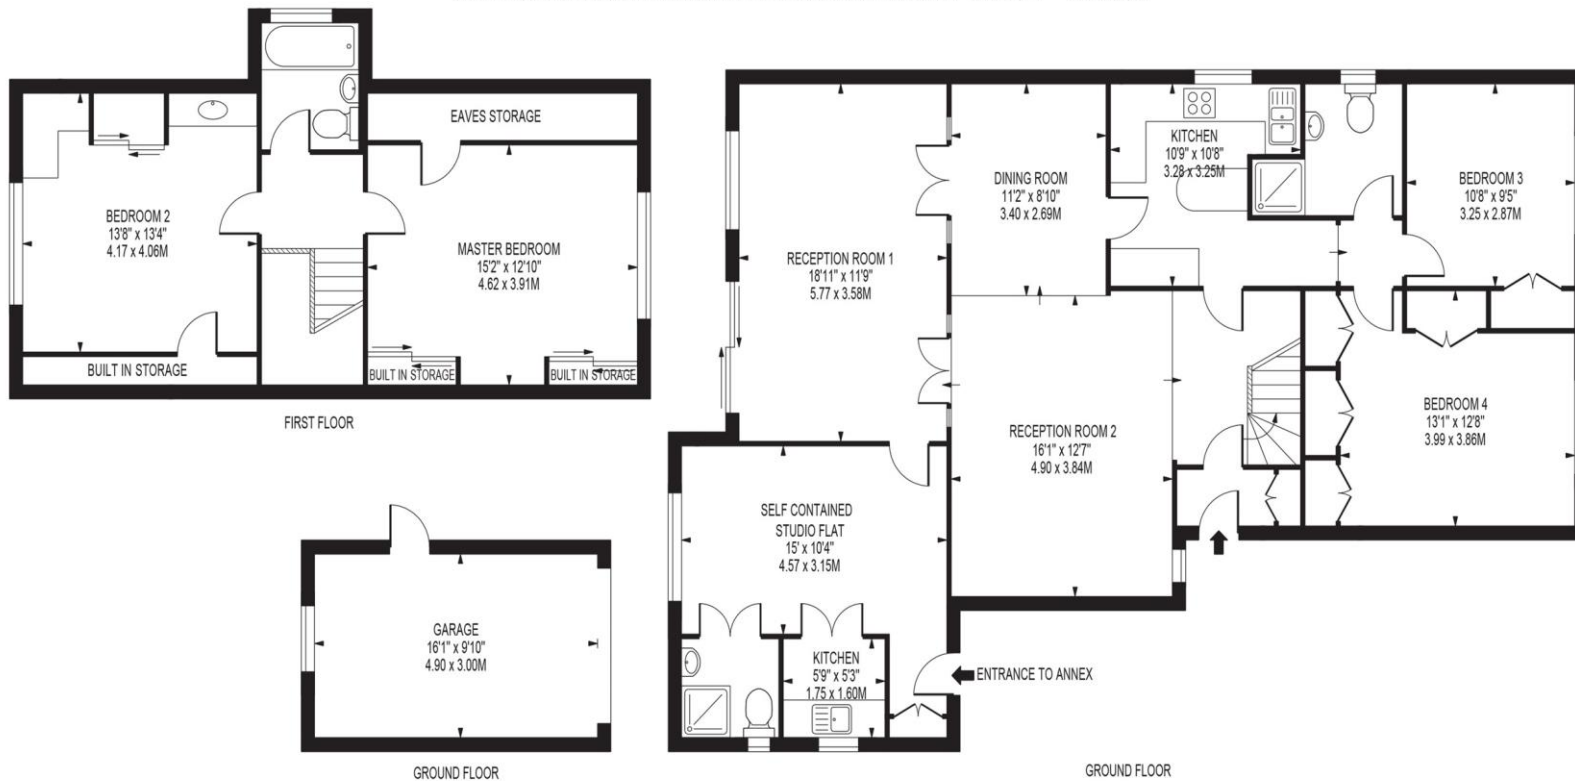 EAVES STORAGE
BEDROOM 2
13'8" x 13'4"
4.17 x 4.06M
MASTER BEDROOM
15'2" x 12'10"
4.62 x 3.91M
BUILT IN STORAGE
BUILT IN STORAGE
BUILT IN STORAGE
FIRST FLOOR
GARAGE
16'1" x 9'10"
4.90 x 3.00M
GROUND FLOOR
RECEPTION ROOM 1
18'11" x 11'9"
5.77 x 3.58M
DINING ROOM
11'2" x 8'10"
3.40 x 2.69M
KITCHEN
10'9" x 10'8"
3.28 x 3.25M
BEDROOM 3
10'8" x 9'5"
3.25 x 2.87M
RECEPTION ROOM 2
16'1" x 12'7"
4.90 x 3.84M
BEDROOM 4
13'1" x 12'8"
3.99 x 3.86M
SELF CONTAINED
STUDIO FLAT
15' x 10'4"
4.57 x 3.15M
KITCHEN
5'9" x 5'3"
1.75 x 1.60M
ENTRANCE TO ANNEX
GROUND FLOOR